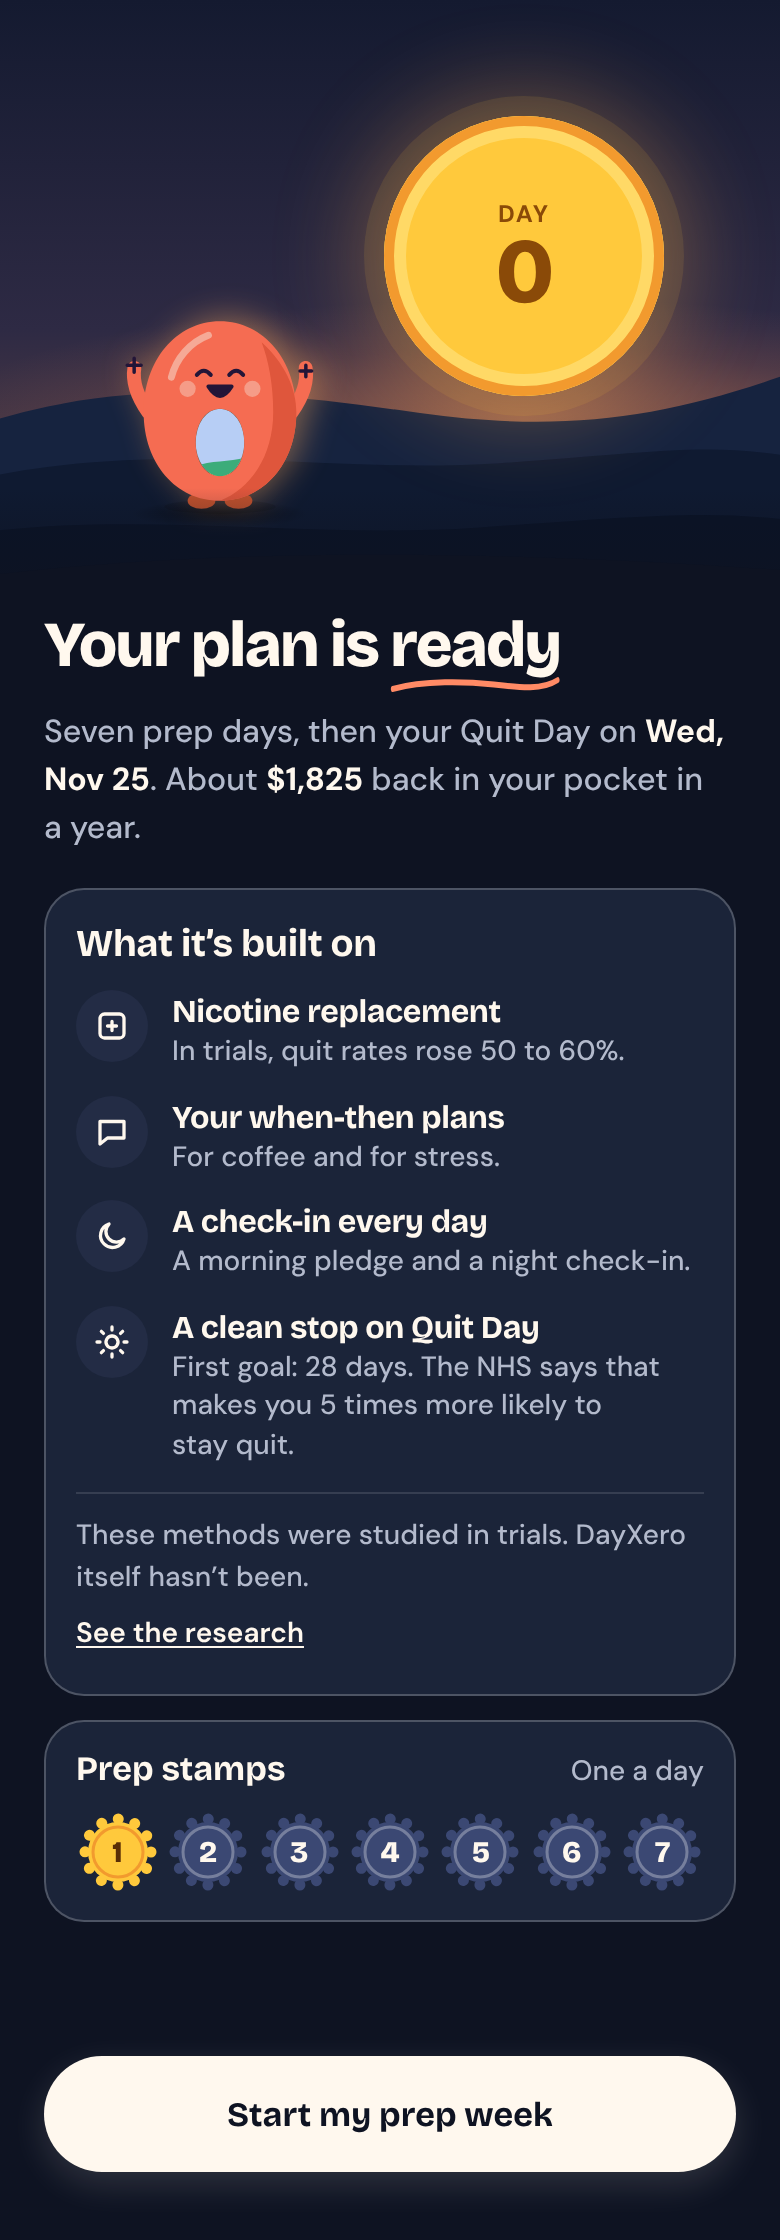 DAY
0
Your plan is ready
Seven prep days, then your Quit Day on Wed,
Nov 25. About $1,825 back in your pocket in
a year.
What it’s built on
Nicotine replacement
In trials, quit rates rose 50 to 60%.
Your when-then plans
For coffee and for stress.
A check-in every day
A morning pledge and a night check-in.
A clean stop on Quit Day
First goal: 28 days. The NHS says that
makes you 5 times more likely to
stay quit.
These methods were studied in trials. DayXero
itself hasn’t been.
See the research
Prep stamps One a day
1 2 3 4 5 6 7
Start my prep week